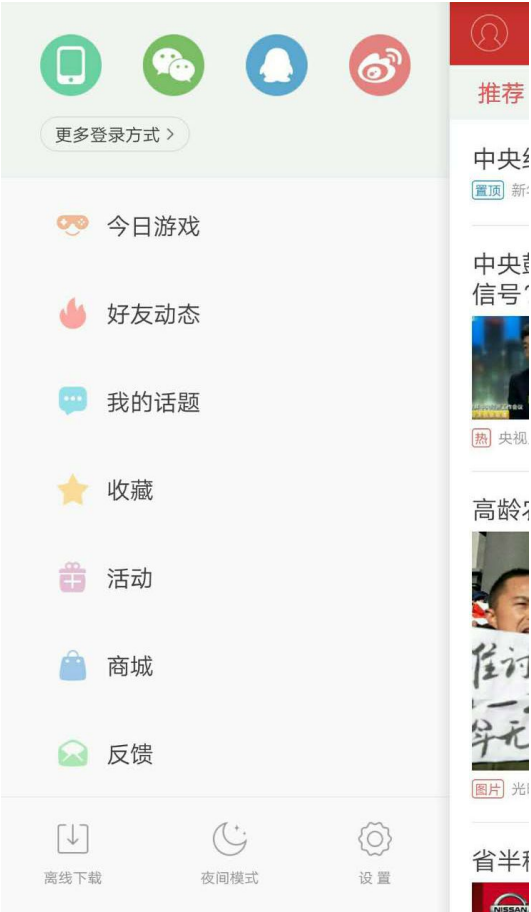 更多登录方式 >
今日游戏
好友动态
我的话题
收藏
活动
商城
反馈
离线下载
夜间模式
设置
推荐
中央
置顶 新
中央
信号?
热 央视
高龄
图片 光
省半
NISSAN